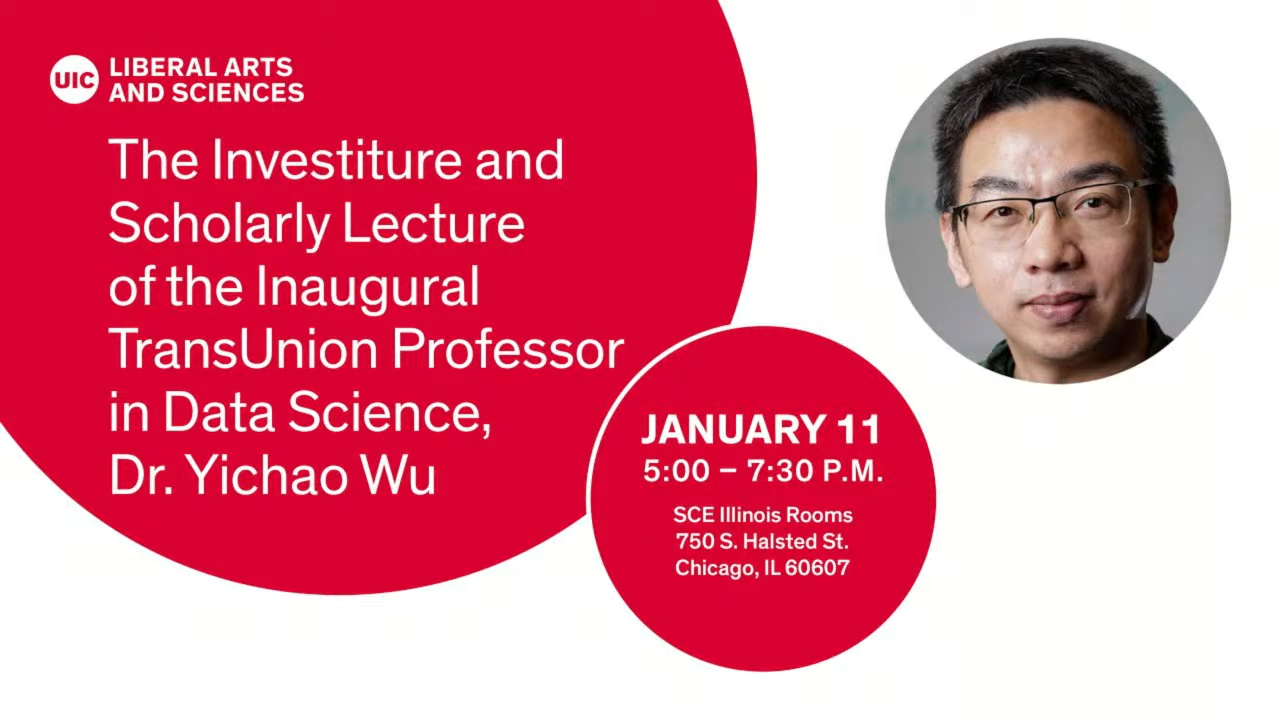 UIC
LIBERAL ARTS
AND SCIENCES
The Investiture and
Scholarly Lecture
of the Inaugural
TransUnion Professor
in Data Science,
Dr. Yichao Wu
JANUARY 11
5:00 – 7:30 P.M.
SCE Illinois Rooms
750 S. Halsted St.
Chicago, IL 60607